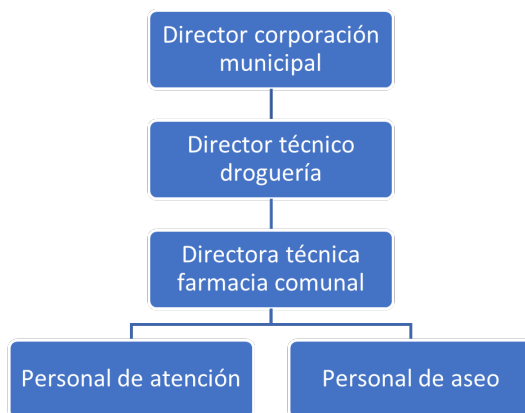 Director corporación
municipal
Director técnico
droguería
Directora técnica
farmacia comunal
Personal de atención
Personal de aseo